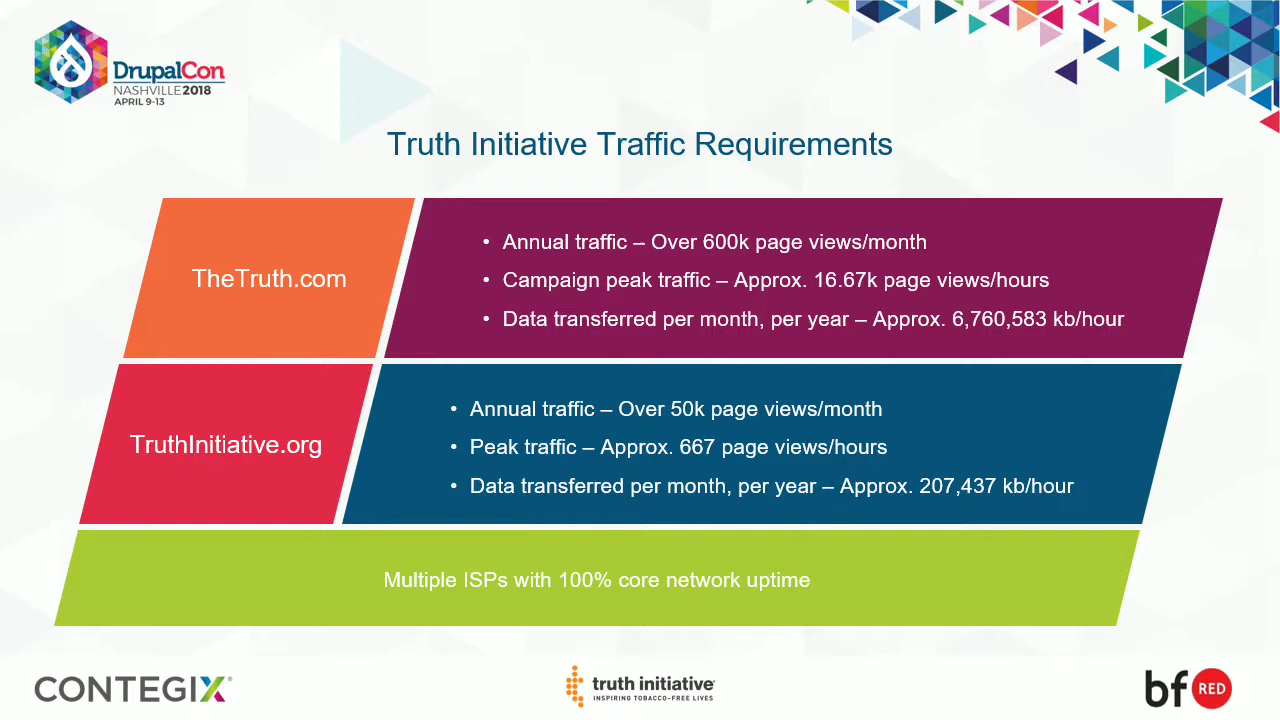 DrupalCon
NASHVILLE 2018
APRIL 9-13
Truth Initiative Traffic Requirements
TheTruth.com
• Annual traffic – Over 600k page views/month
• Campaign peak traffic – Approx. 16.67k page views/hours
• Data transferred per month, per year – Approx. 6,760,583 kb/hour
TruthInitiative.org
• Annual traffic – Over 50k page views/month
• Peak traffic – Approx. 667 page views/hours
• Data transferred per month, per year – Approx. 207,437 kb/hour
Multiple ISPs with 100% core network uptime
CONTEGIX®
truth initiative®
INSPIRING TOBACCO-FREE LIVES
bf RED